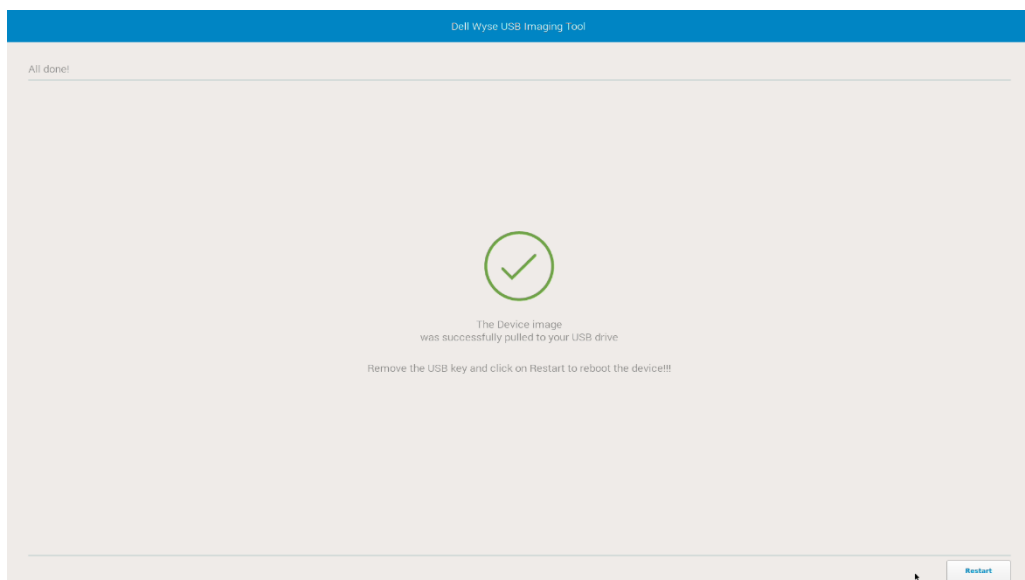 Dell Wyse USB Imaging Tool
All done!
The Device image
was successfully pulled to your USB drive
Remove the USB key and click on Restart to reboot the device!!!
Restart